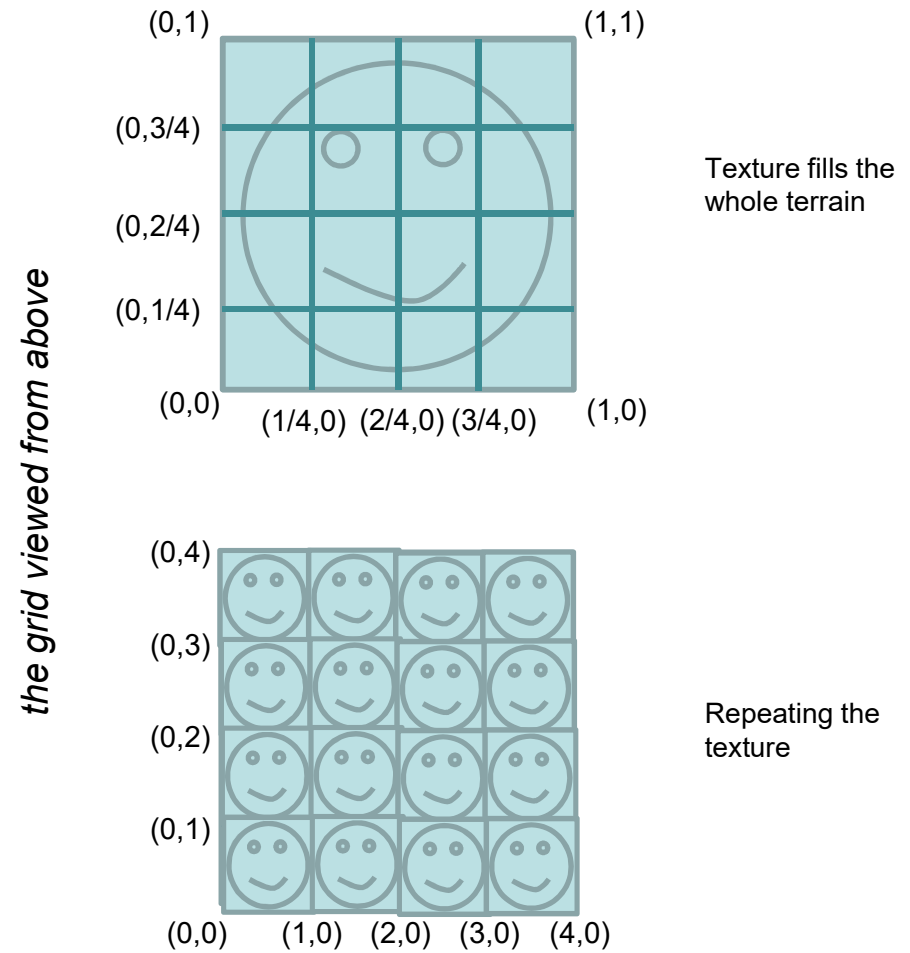 (0,1)
(1,1)
(0,3/4)
Texture fills the
whole terrain
(0,2/4)
(0,1/4)
(0,0)
(1/4,0) (2/4,0) (3/4,0)
(1,0)
the grid viewed from above
(0,4)
(0,3)
(0,2)
Repeating the
texture
(0,1)
(0,0) (1,0) (2,0) (3,0) (4,0)